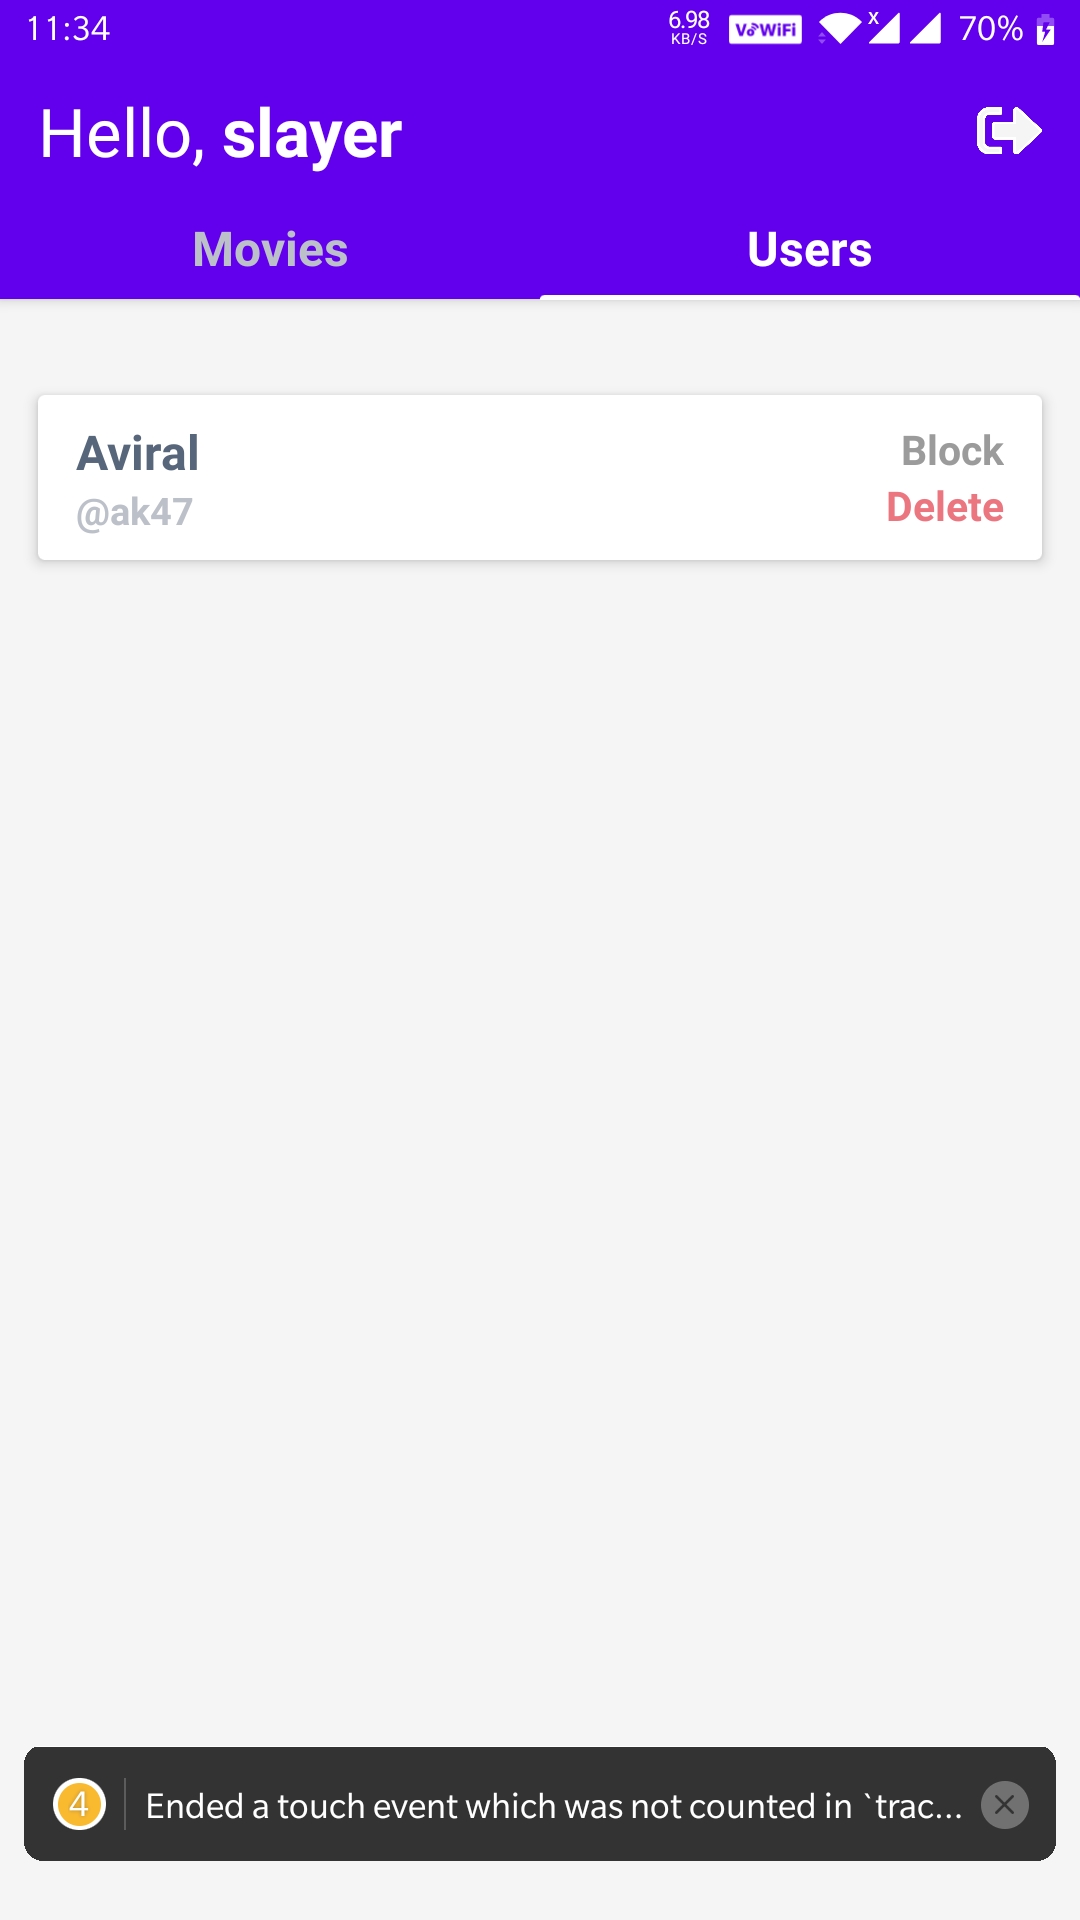 11:34 6.98 KB/S VoWiFi X 70%
Hello, slayer
Movies Users
Aviral Block
@ak47 Delete
4 Ended a touch event which was not counted in `trac...